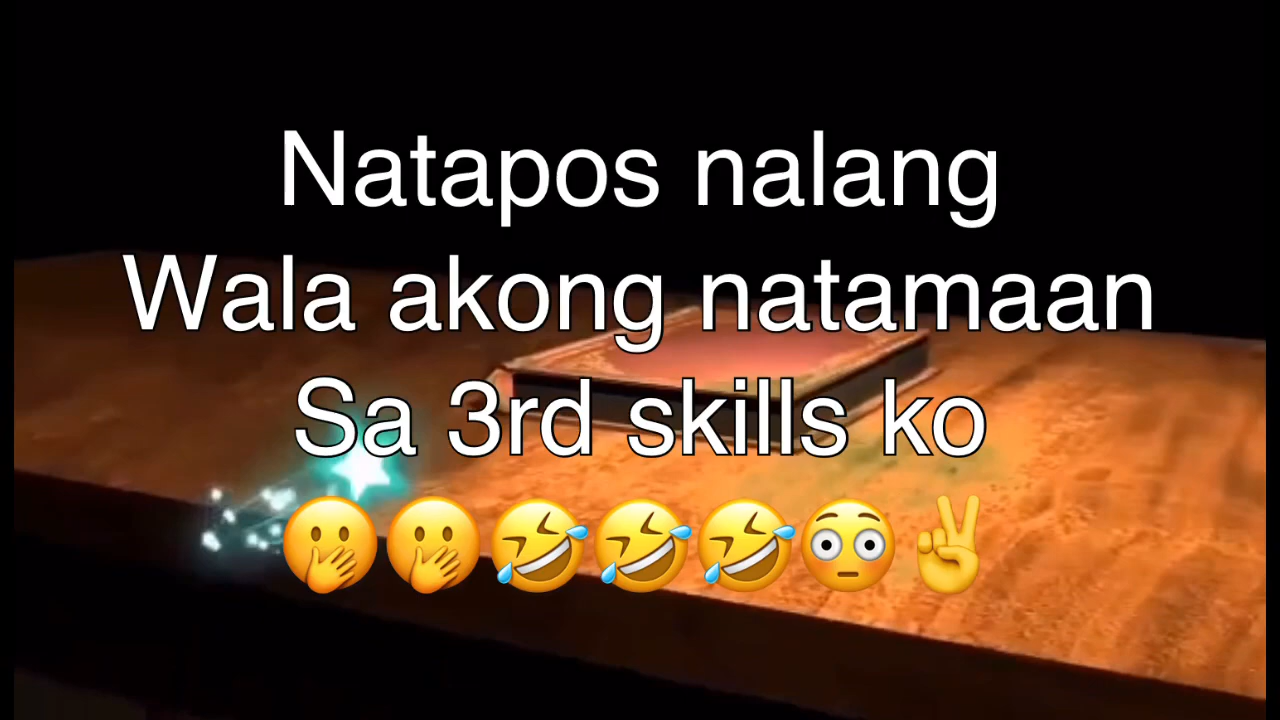 Natapos nalang
Wala akong natamaan
Sa 3rd skills ko
🤭🤭🤣🤣🤣😳✌️